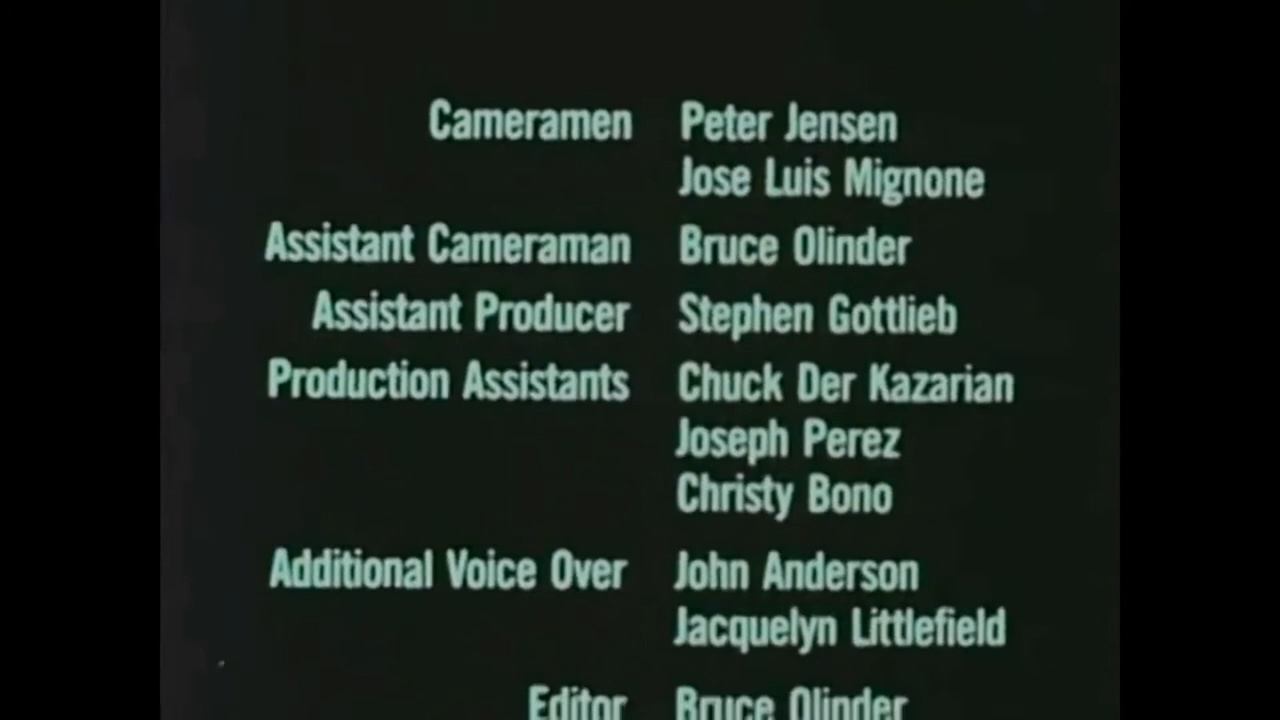 Cameramen Peter Jensen
Jose Luis Mignone
Assistant Cameraman Bruce Olinder
Assistant Producer Stephen Gottlieb
Production Assistants Chuck Der Kazarian
Joseph Perez
Christy Bono
Additional Voice Over John Anderson
Jacquelyn Littlefield
Editor Bruce Olinder